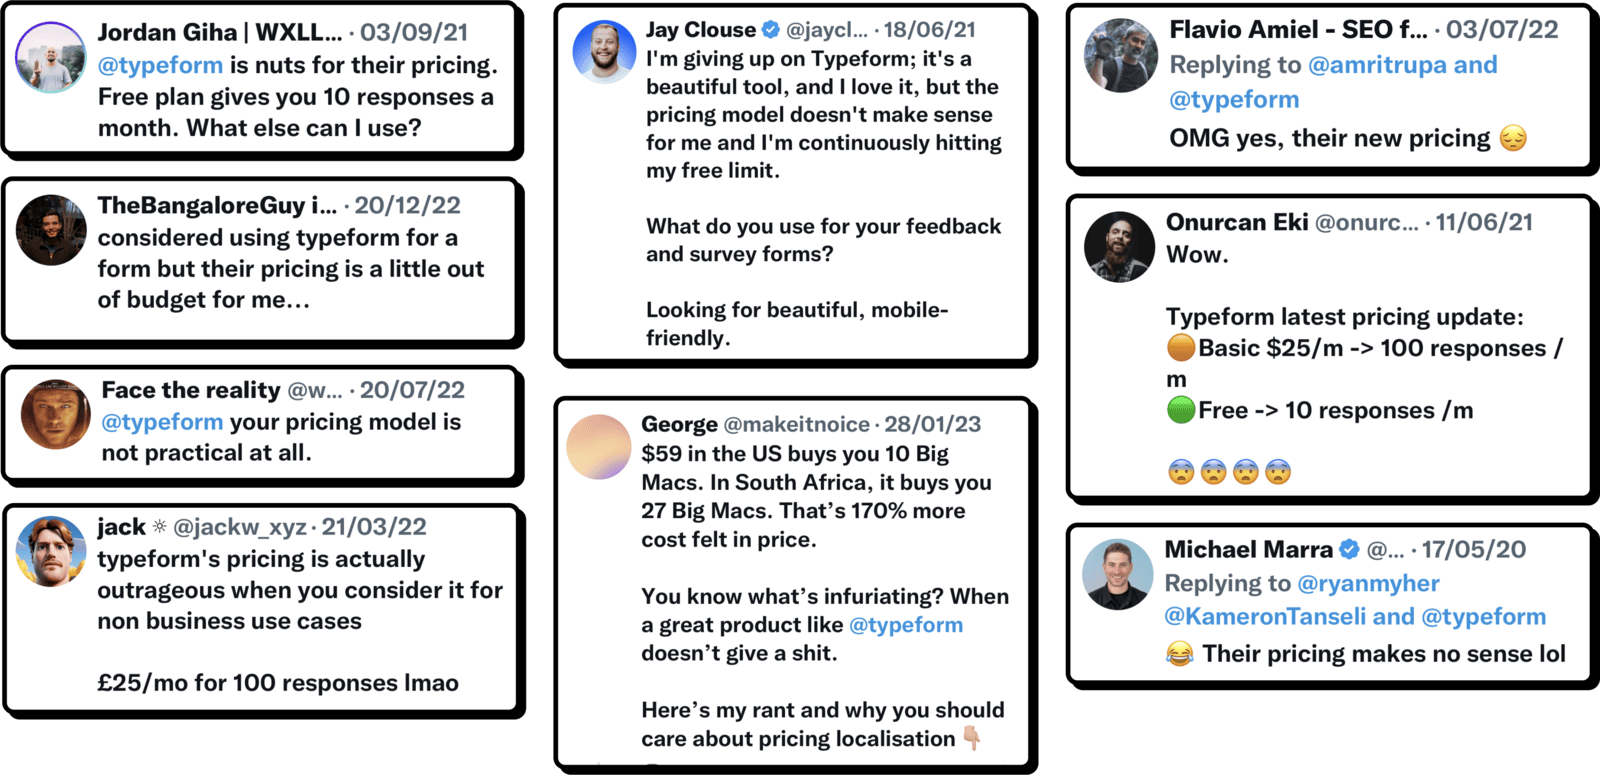 Jordan Giha | WXLL... · 03/09/21
@typeform is nuts for their pricing.
Free plan gives you 10 responses a
month. What else can I use?
TheBangaloreGuy i... · 20/12/22
considered using typeform for a
form but their pricing is a little out
of budget for me...
Face the reality @w... · 20/07/22
@typeform your pricing model is
not practical at all.
jack ☼ @jackw_xyz · 21/03/22
typeform's pricing is actually
outrageous when you consider it for
non business use cases
£25/mo for 100 responses lmao
Jay Clouse @jaycl... · 18/06/21
I'm giving up on Typeform; it's a
beautiful tool, and I love it, but the
pricing model doesn't make sense
for me and I'm continuously hitting
my free limit.
What do you use for your feedback
and survey forms?
Looking for beautiful, mobile-
friendly.
George @makeitnoice · 28/01/23
$59 in the US buys you 10 Big
Macs. In South Africa, it buys you
27 Big Macs. That’s 170% more
cost felt in price.
You know what’s infuriating? When
a great product like @typeform
doesn’t give a shit.
Here’s my rant and why you should
care about pricing localisation 👇🏼
Flavio Amiel - SEO f... · 03/07/22
Replying to @amritrupa and
@typeform
OMG yes, their new pricing 😔
Onurcan Eki @onurc... · 11/06/21
Wow.
Typeform latest pricing update:
🟠Basic $25/m -> 100 responses /
m
🟢Free -> 10 responses /m
😨😨😨😨
Michael Marra @... · 17/05/20
Replying to @ryanmyher
@KameronTanseli and @typeform
😂 Their pricing makes no sense lol